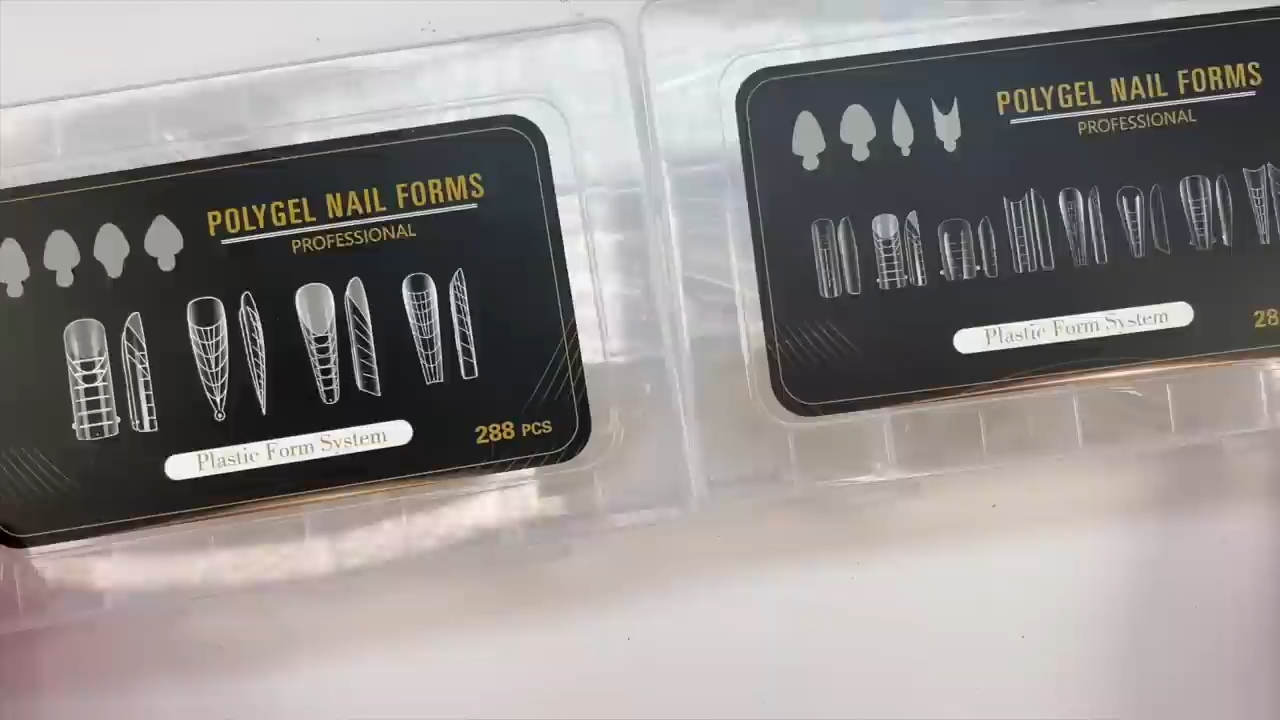 POLYGEL NAIL FORMS
PROFESSIONAL
Plastic Form System
288 PCS
POLYGEL NAIL FORMS
PROFESSIONAL
Plastic Form System
28